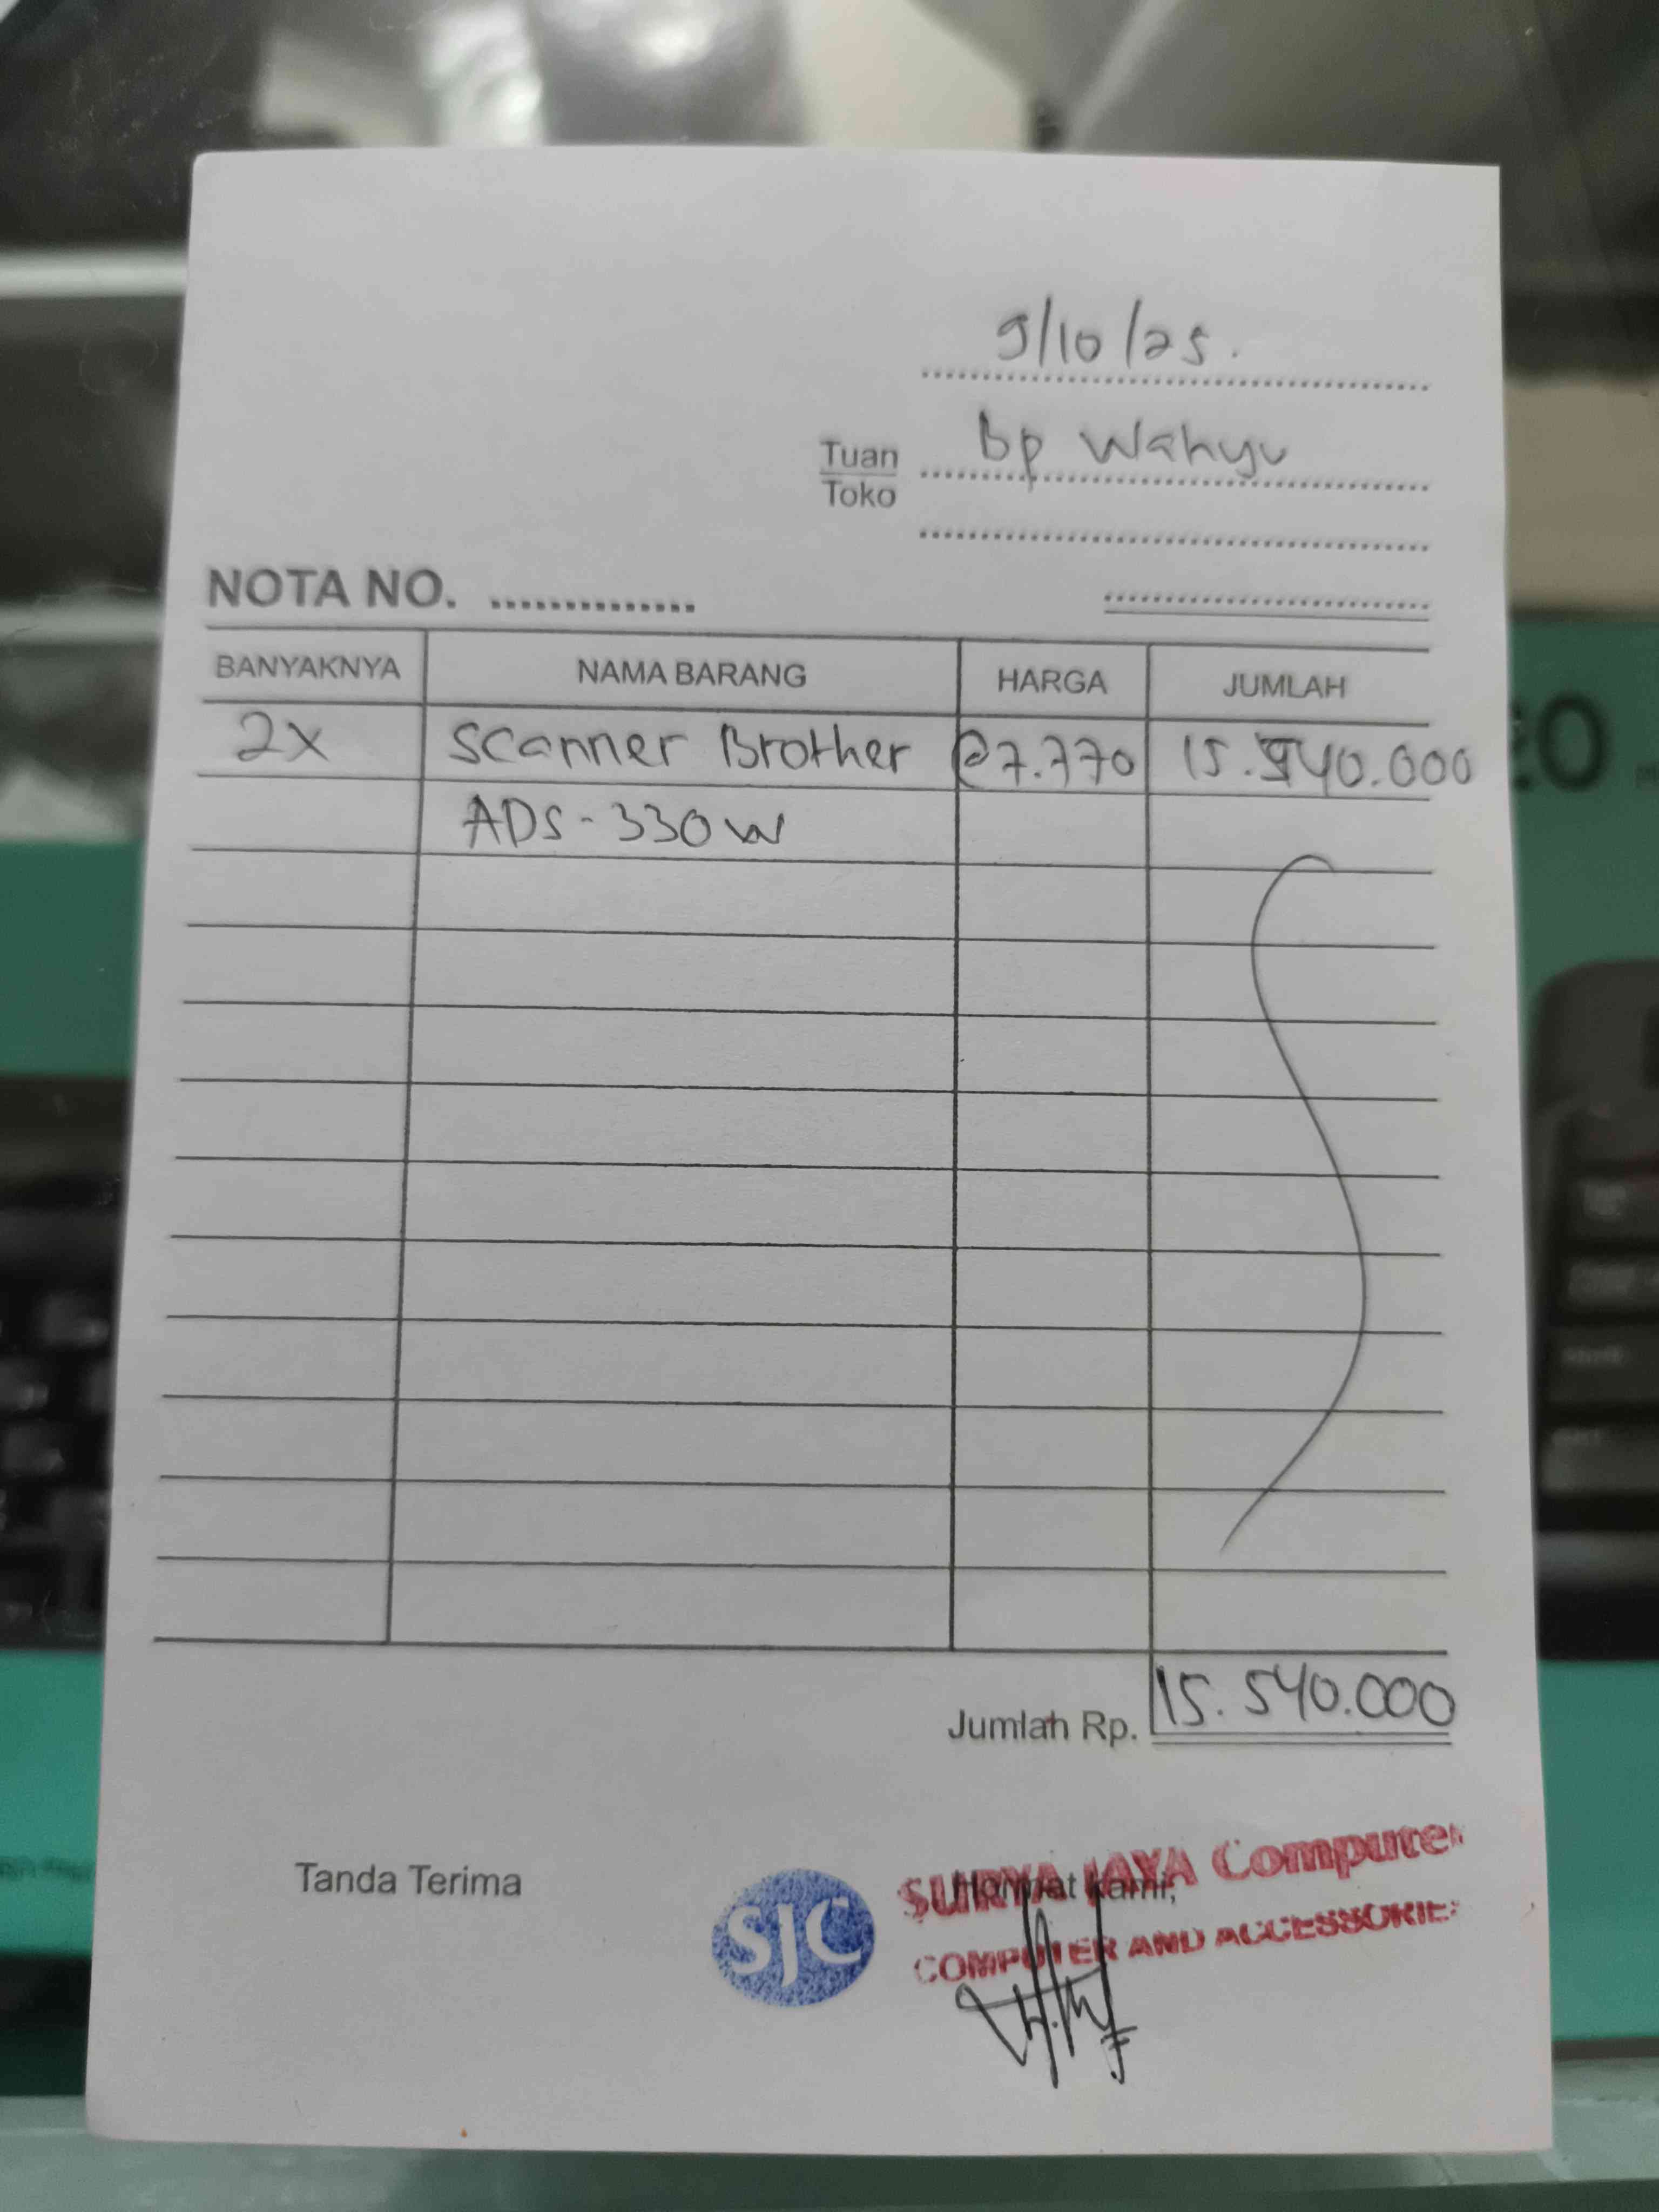 9/10/25.
Tuan Bp Wahyu
Toko
NOTA NO. ..............
BANYAKNYA NAMA BARANG HARGA JUMLAH
2x Scanner Brother @7.770 15.540.000
ADS-330W
Jumlah Rp. 15.540.000
Tanda Terima
Hormat kami,
SJC
SURYA JAYA Computer
COMPUTER AND ACCESSORIES